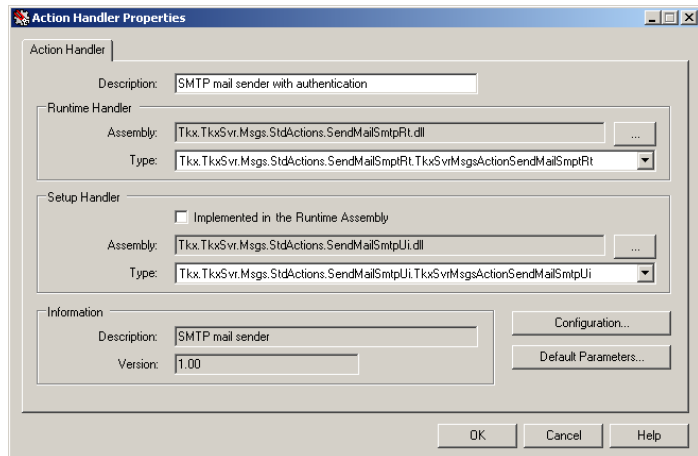 Action Handler Properties
Action Handler
Description: SMTP mail sender with authentication
Runtime Handler
Assembly: Tkx.TkxSvr.Msgs.StdActions.SendMailSmtpRt.dll ...
Type: Tkx.TkxSvr.Msgs.StdActions.SendMailSmptRt.TkxSvrMsgsActionSendMailSmptRt
Setup Handler
Implemented in the Runtime Assembly
Assembly: Tkx.TkxSvr.Msgs.StdActions.SendMailSmtpUi.dll ...
Type: Tkx.TkxSvr.Msgs.StdActions.SendMailSmtpUi.TkxSvrMsgsActionSendMailSmtpUi
Information
Configuration...
Description: SMTP mail sender
Default Parameters...
Version: 1.00
OK Cancel Help